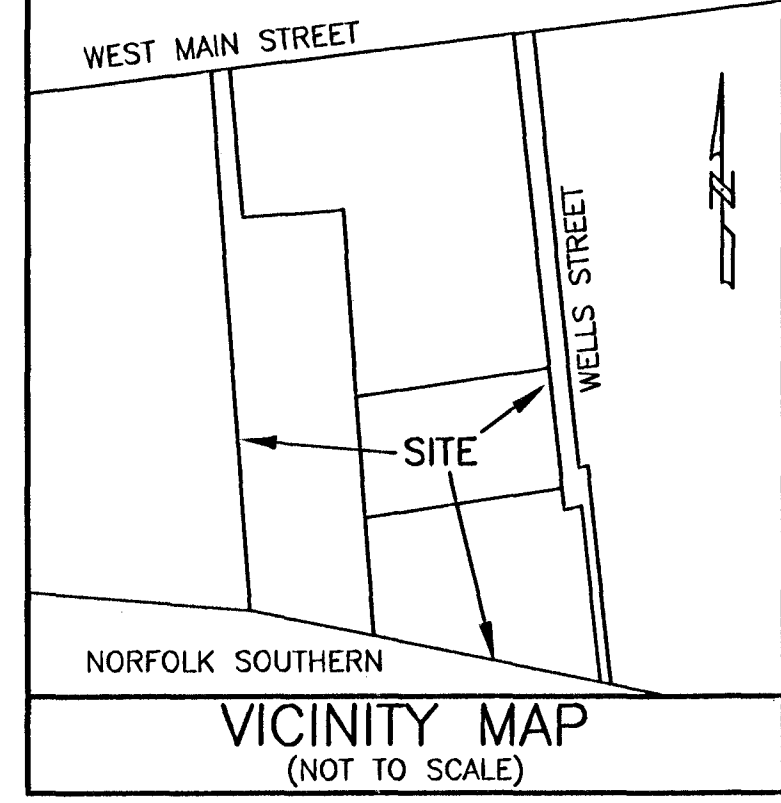 WEST MAIN STREET
N
WELLS STREET
SITE
NORFOLK SOUTHERN
VICINITY MAP
(NOT TO SCALE)